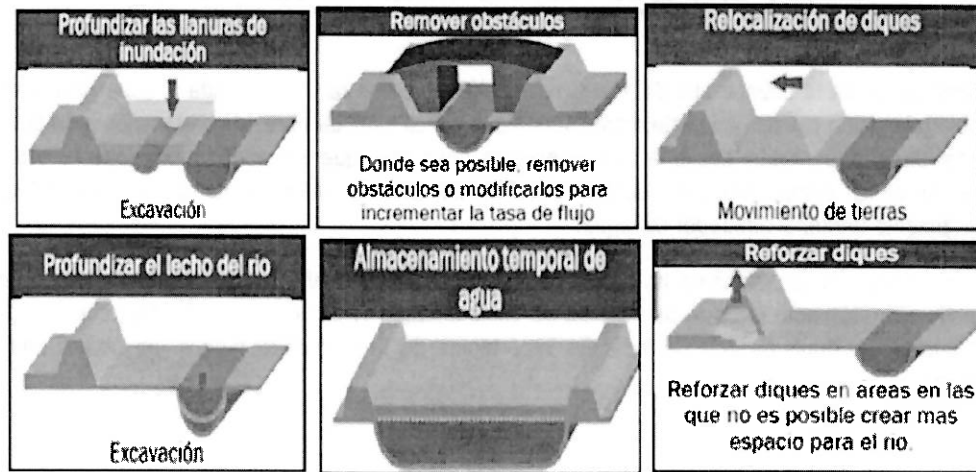 Profundizar las llanuras de
inundación
Excavación
Remover obstáculos
Donde sea posible, remover
obstáculos o modificarlos para
incrementar la tasa de flujo
Relocalización de diques
Movimiento de tierras
Profundizar el lecho del rio
Excavación
Almacenamiento temporal de
agua
Reforzar diques
Reforzar diques en areas en las
que no es posible crear mas
espacio para el rio.